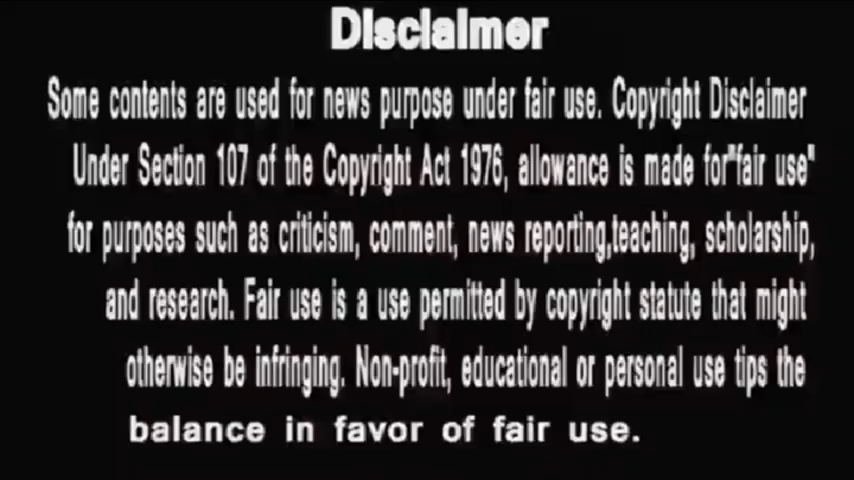 Disclaimer
Some contents are used for news purpose under fair use. Copyright Disclaimer
Under Section 107 of the Copyright Act 1976, allowance is made for"fair use"
for purposes such as criticism, comment, news reporting,teaching, scholarship,
and research. Fair use is a use permitted by copyright statute that might
otherwise be infringing. Non-profit, educational or personal use tips the
balance in favor of fair use.